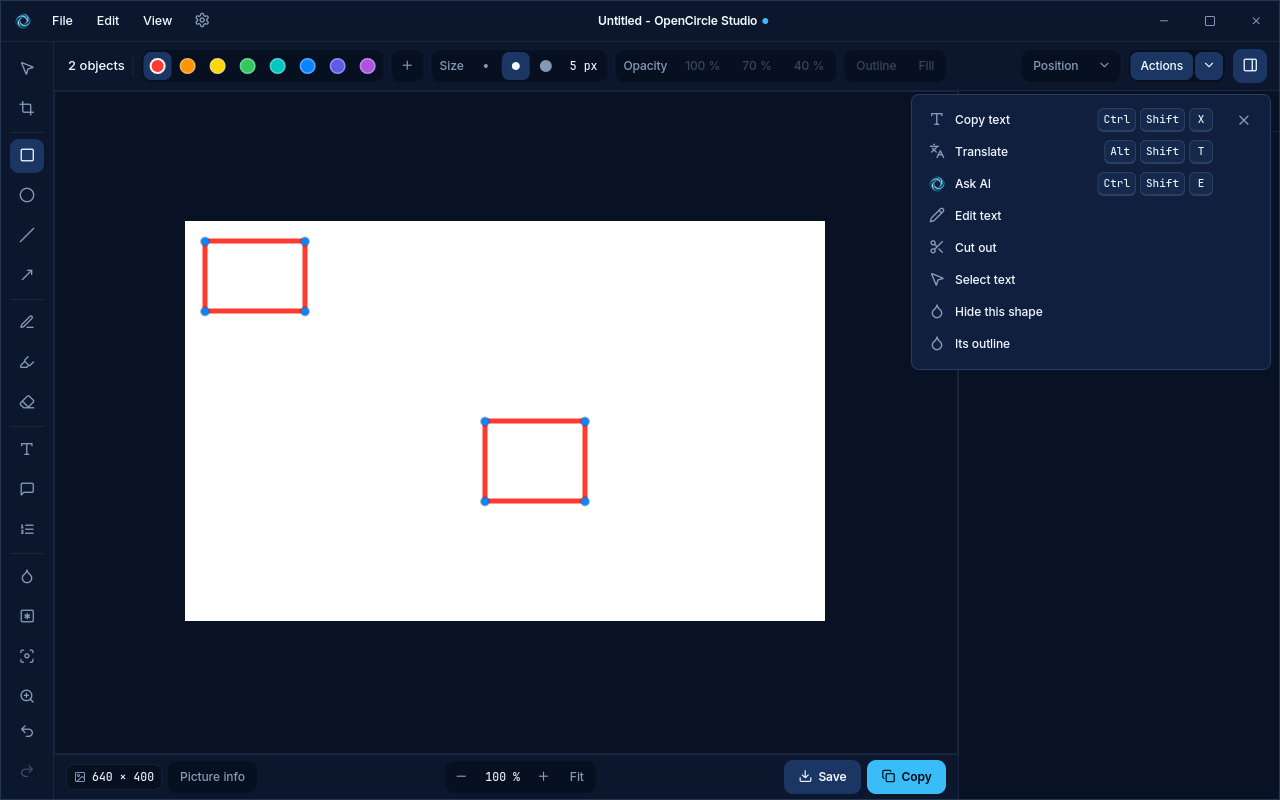 File Edit View Untitled - OpenCircle Studio
2 objects Size 5 px Opacity 100 % 70 % 40 % Outline Fill Position Actions
Copy text Ctrl Shift X
Translate Alt Shift T
Ask AI Ctrl Shift E
Edit text
Cut out
Select text
Hide this shape
Its outline
640 × 400 Picture info 100 % Fit Save Copy